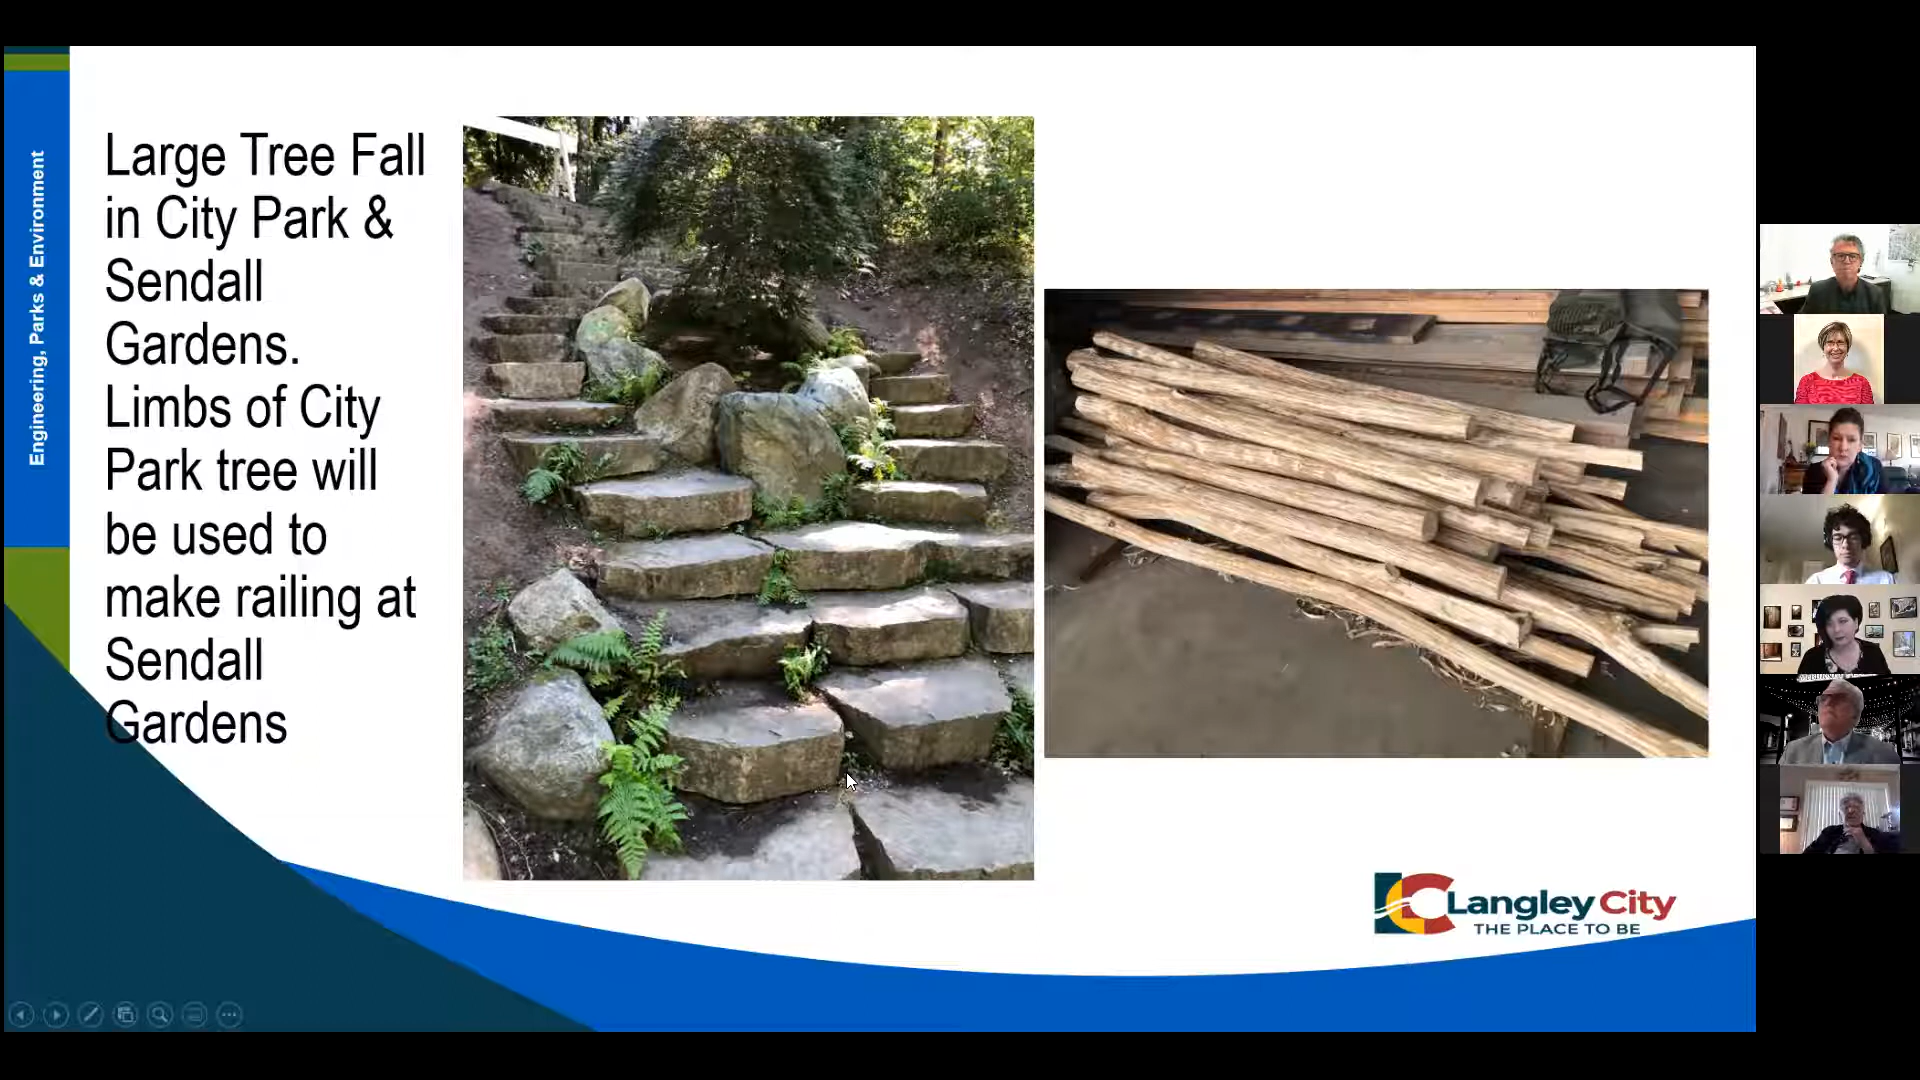 Engineering, Parks & Environment
Large Tree Fall
in City Park &
Sendall
Gardens.
Limbs of City
Park tree will
be used to
make railing at
Sendall
Gardens
LC Langley City
THE PLACE TO BE